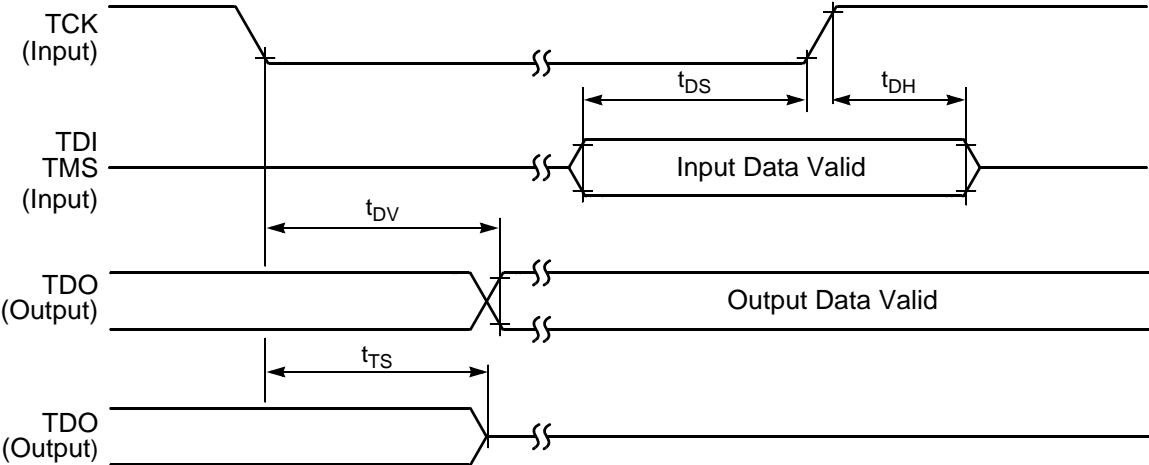 TCK
(Input)
tDS
tDH
TDI
TMS
(Input)
Input Data Valid
tDV
TDO
(Output)
Output Data Valid
tTS
TDO
(Output)